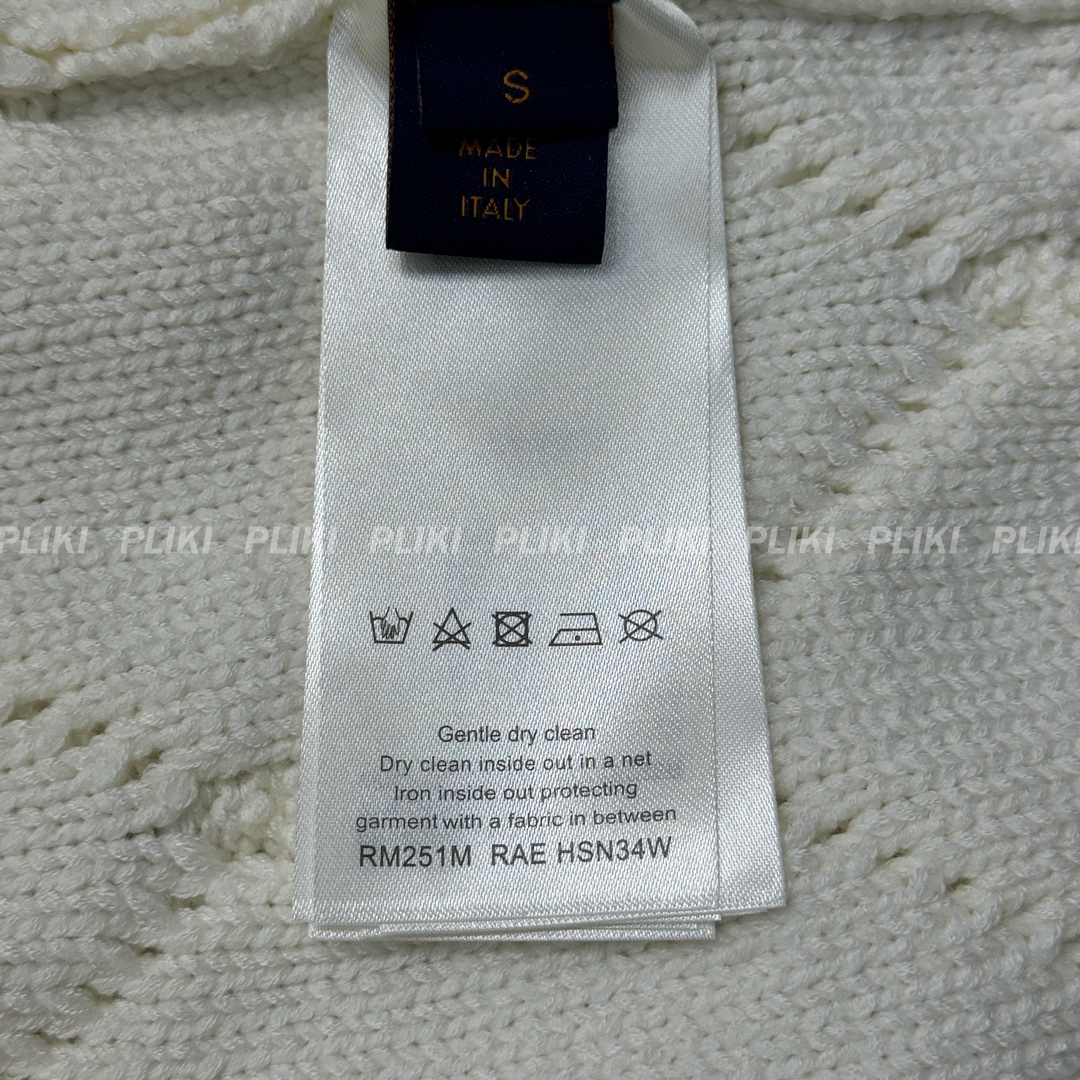 S
MADE
IN
ITALY
PLIKI PLIKI PLIKI PLIKI PLIKI PLIKI PLIKI PLIKI PLIKI
Gentle dry clean
Dry clean inside out in a net
Iron inside out protecting
garment with a fabric in between
RM251M RAE HSN34W